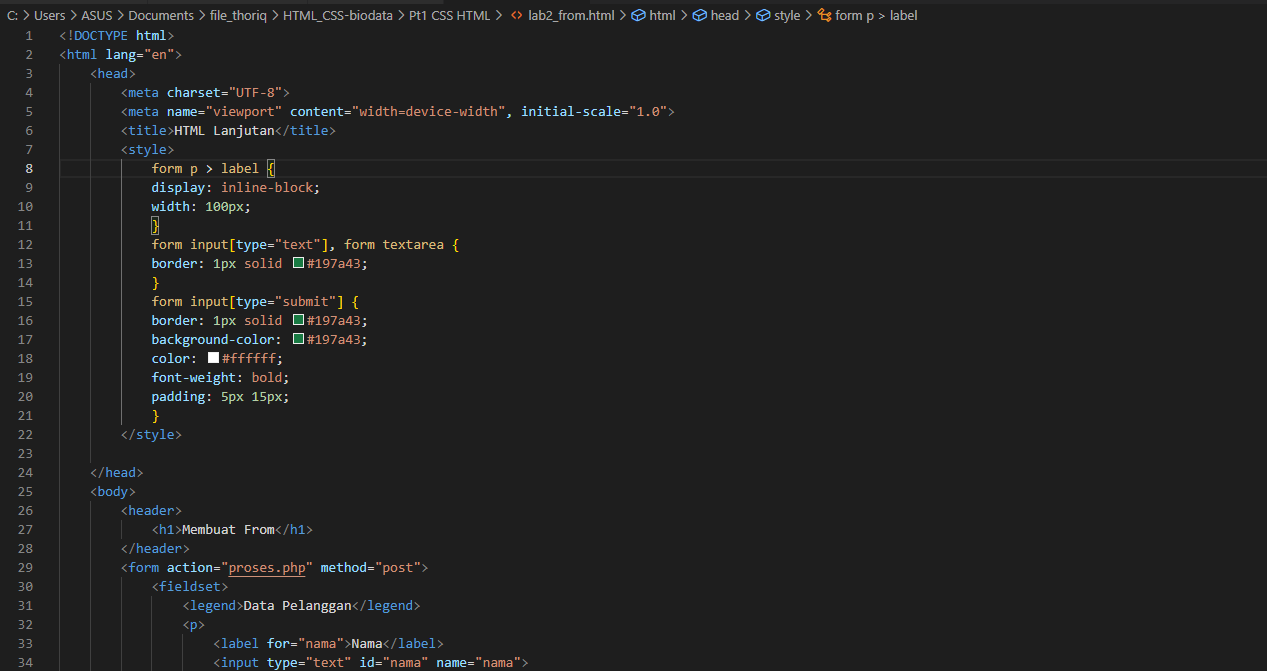 C: > Users > ASUS > Documents > file_thoriq > HTML_CSS-biodata > Pt1 CSS HTML > <> lab2_from.html > html > head > style > form p > label
1 <!DOCTYPE html>
2 <html lang="en">
3 <head>
4 <meta charset="UTF-8">
5 <meta name="viewport" content="width=device-width", initial-scale="1.0">
6 <title>HTML Lanjutan</title>
7 <style>
8 form p > label {
9 display: inline-block;
10 width: 100px;
11 }
12 form input[type="text"], form textarea {
13 border: 1px solid #197a43;
14 }
15 form input[type="submit"] {
16 border: 1px solid #197a43;
17 background-color: #197a43;
18 color: #ffffff;
19 font-weight: bold;
20 padding: 5px 15px;
21 }
22 </style>
23
24 </head>
25 <body>
26 <header>
27 <h1>Membuat From</h1>
28 </header>
29 <form action="proses.php" method="post">
30 <fieldset>
31 <legend>Data Pelanggan</legend>
32 <p>
33 <label for="nama">Nama</label>
34 <input type="text" id="nama" name="nama">